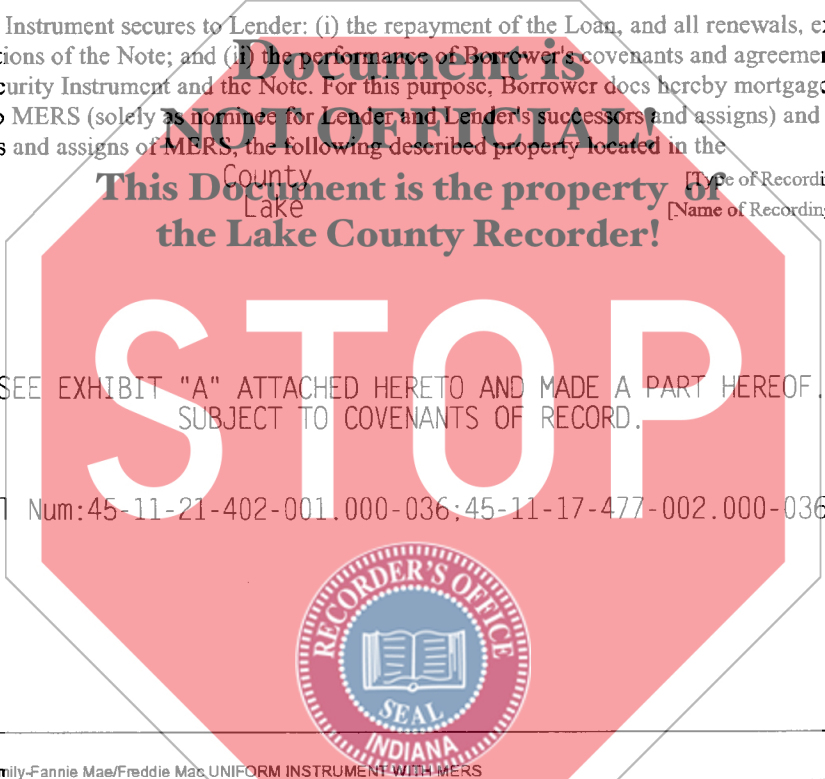 Instrument secures to Lender: (i) the repayment of the Loan, and all renewals,
tions of the Note; and (ii) the performance of Borrower's covenants and
curity Instrument and the Note. For this purpose, Borrower does hereby
MERS (solely as nominee for Lender and Lender's successors and assigns) and
s and assigns of MERS, the following described property located in the
County
[Type of
Lake
[Name of
Document is
NOT OFFICIAL!
This Document is the property of
the Lake County Recorder!
STOP
SEE EXHIBIT "A" ATTACHED HERETO AND MADE A PART HEREOF.
SUBJECT TO COVENANTS OF RECORD.
Num:45-11-21-402-001.000-036;45-11-17-477-002.000-036
RECORDER'S OFFICE
SEAL
INDIANA
mily-Fannie Mae/Freddie Mac UNIFORM INSTRUMENT WITH MERS